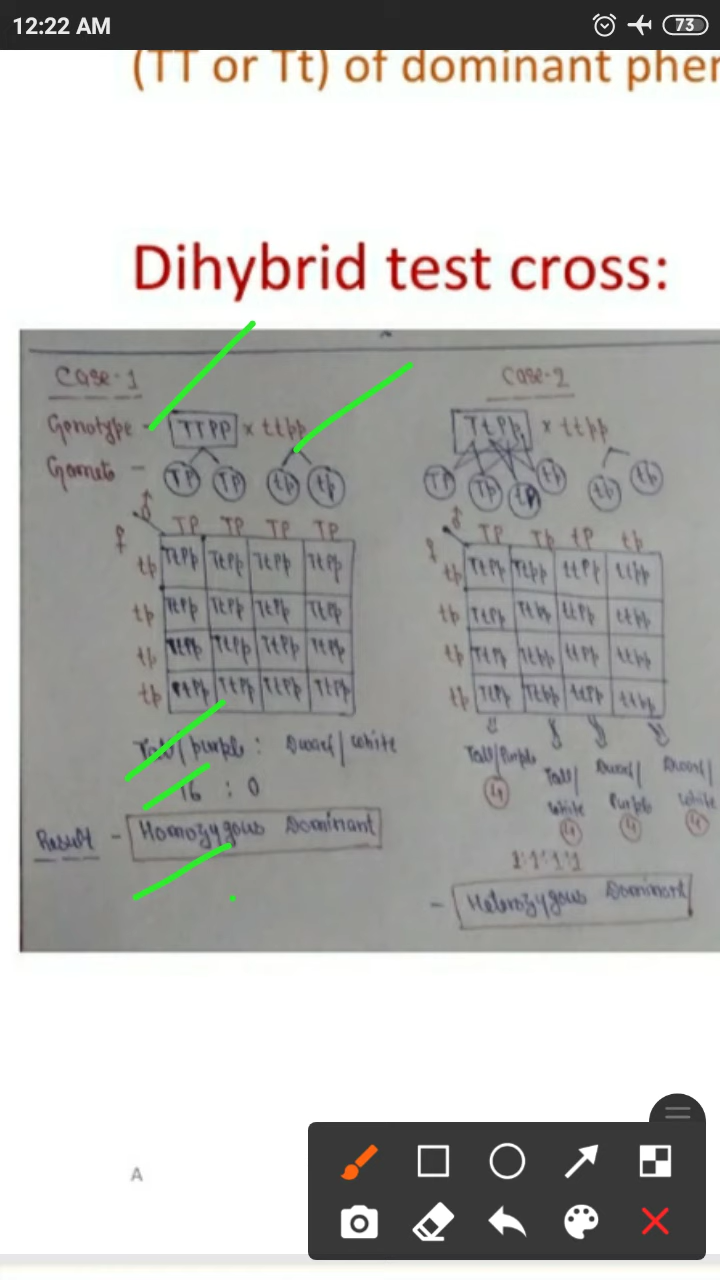 12:22 AM
73
(TT or Tt) of dominant pher
Dihybrid test cross:
Case-1
Genotype - TTPP x ttpp
Gamets -
TP TP tp tp
♂
♀
TP TP TP TP
tp TtPp TtPp TtPp TtPp
tp TtPp TtPp TtPp TtPp
tp TtPp TtPp TtPp TtPp
tp TtPp TtPp TtPp TtPp
Tall/purple : Dwarf/white
16 : 0
Result - Homozygous Dominant
Case-2
TtPp x ttpp
TP Tp tP tp tp tp
♂
♀
TP Tp tP tp
tp TtPp Ttpp ttPp ttpp
tp TtPp Ttpp ttPp ttpp
tp TtPp Ttpp ttPp ttpp
tp TtPp Ttpp ttPp ttpp
Tall/Purple
4
Tall/
White
4
Dwarf/
Purple
4
Dwarf/
White
4
1:1:1:1
- Heterozygous Dominant
A